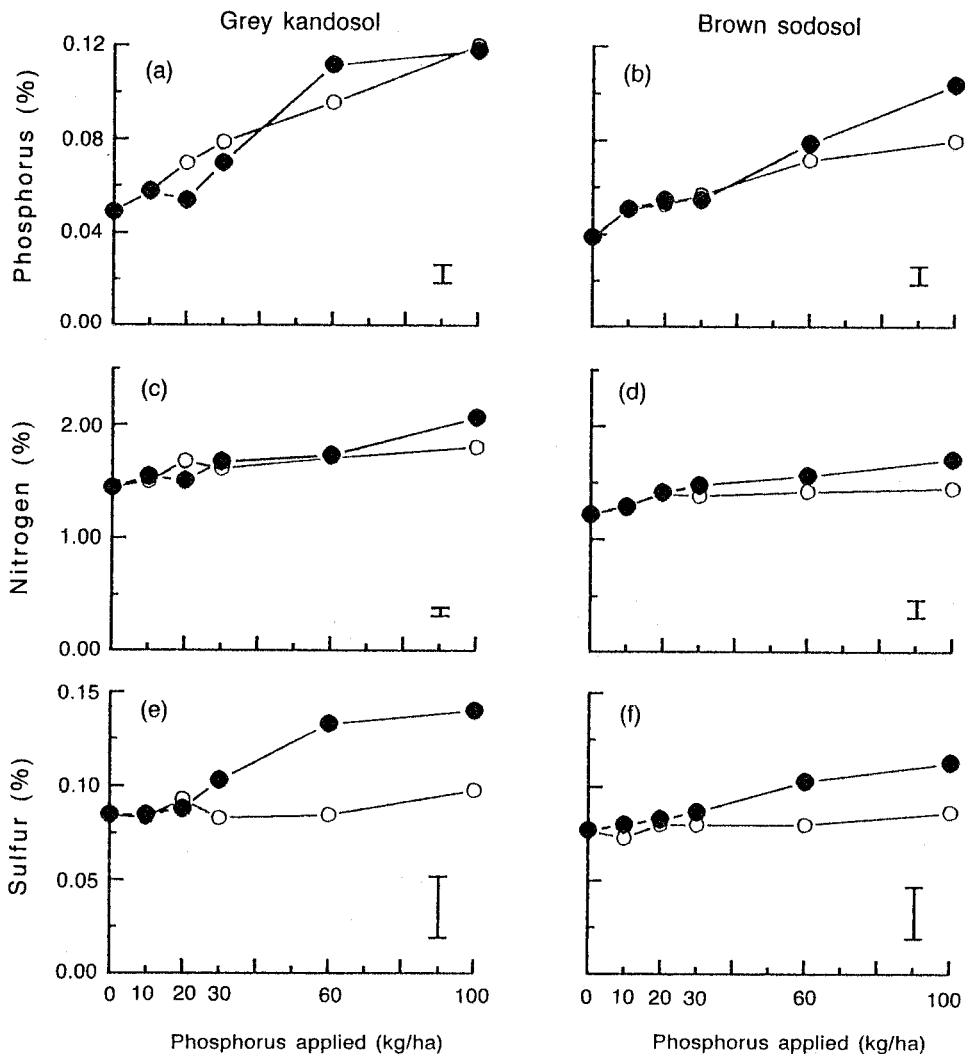 Grey kandosol
Brown sodosol
Phosphorus (%)
0.12
0.08
0.04
0.00
(a)
(b)
Nitrogen (%)
2.00
1.00
0.00
(c)
(d)
Sulfur (%)
0.15
0.10
0.05
0.00
(e)
(f)
0 10 20 30 60 100
0 10 20 30 60 100
Phosphorus applied (kg/ha)
Phosphorus applied (kg/ha)